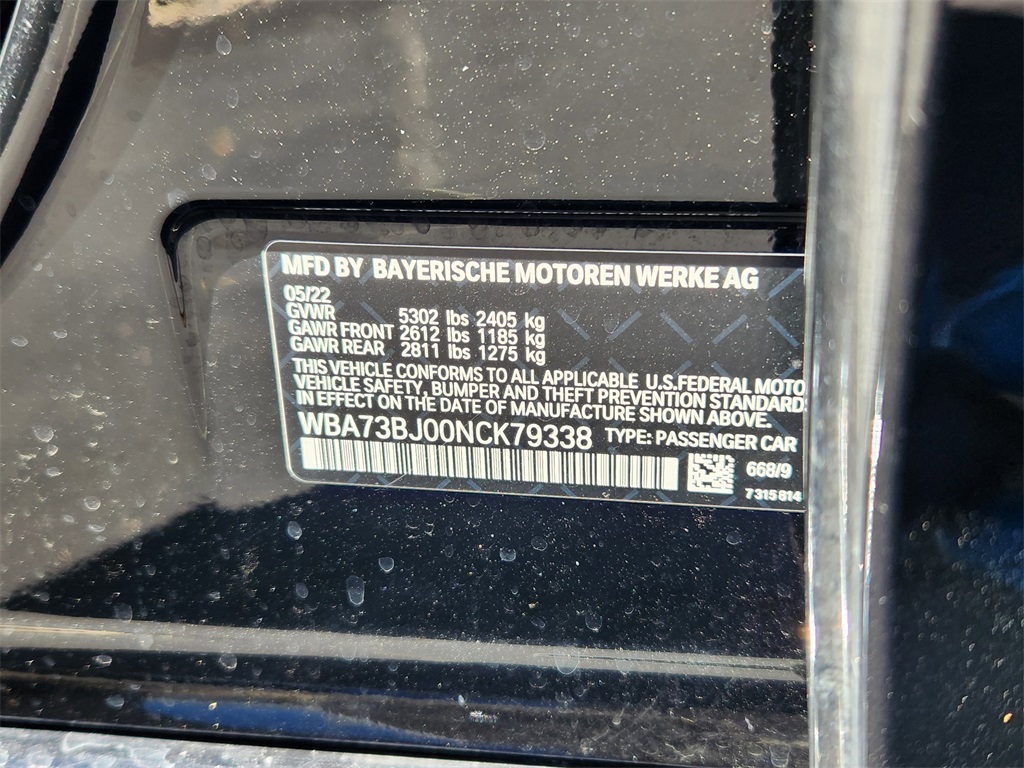 MFD BY BAYERISCHE MOTOREN WERKE AG
05/22
GVWR 5302 lbs 2405 kg
GAWR FRONT 2612 lbs 1185 kg
GAWR REAR 2811 lbs 1275 kg
THIS VEHICLE CONFORMS TO ALL APPLICABLE U.S.FEDERAL MOTO
VEHICLE SAFETY, BUMPER AND THEFT PREVENTION STANDARD
IN EFFECT ON THE DATE OF MANUFACTURE SHOWN ABOVE.
WBA73BJ00NCK79338 TYPE: PASSENGER CAR
668/9
7 315 814